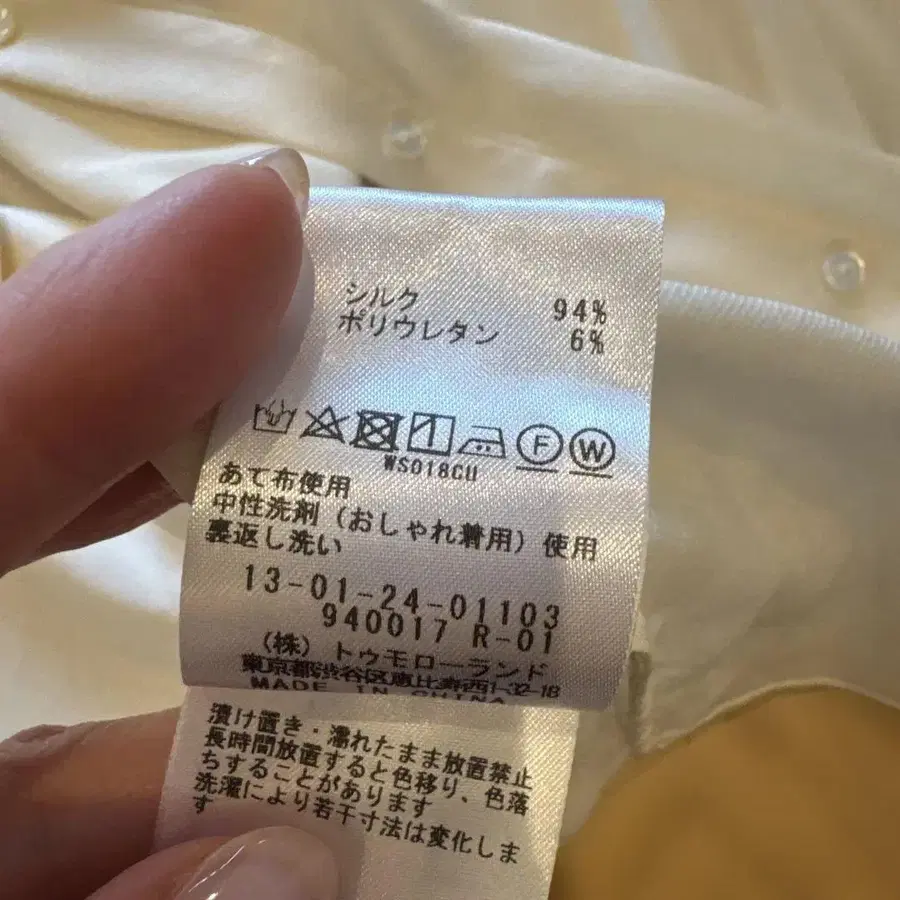 シルク 94%
ポリウレタン 6%
F W
WS018CU
あて布使用
中性洗剤（おしゃれ着用）使用
裏返し洗い
13-01-24-01103
940017 R-01
（株）トゥモローランド
東京都渋谷区恵比寿西1-32-18
MADE IN CHINA
漬け置き・濡れたまま放置禁止
長時間放置すると色移り、色落
ちすることがあります
洗濯により若干寸法は変化しま
す